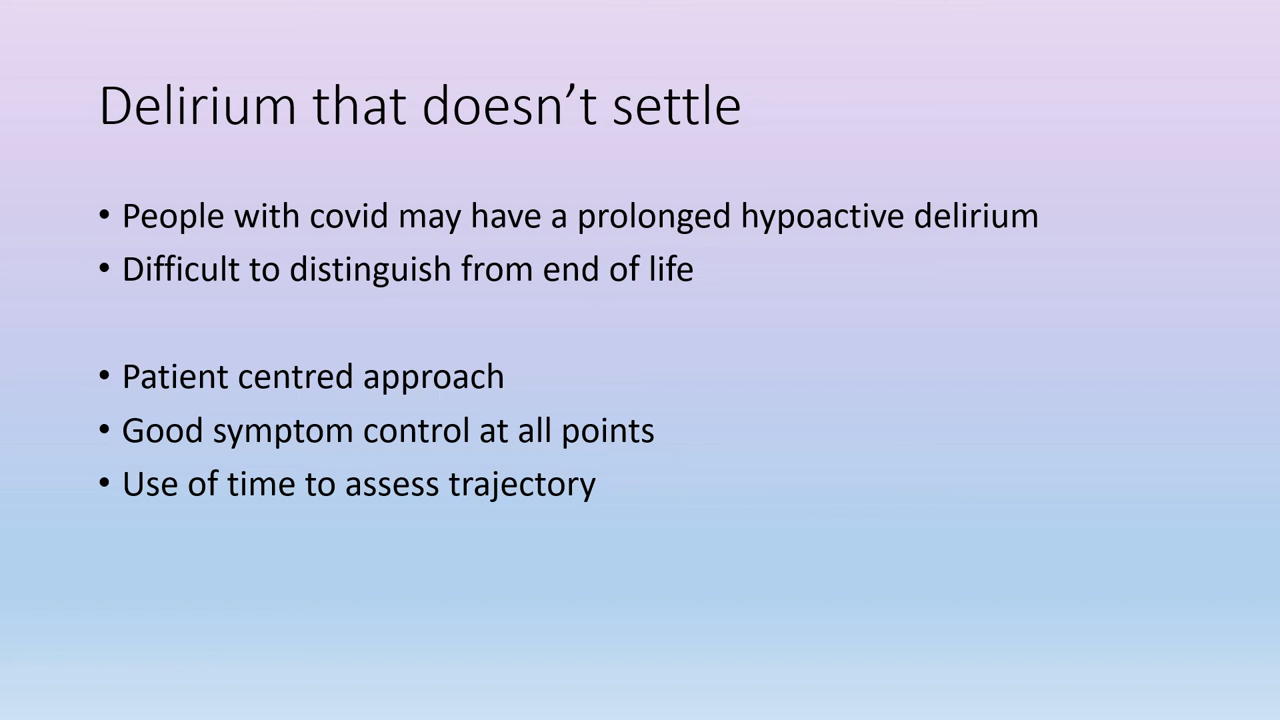 Delirium that doesn’t settle
• People with covid may have a prolonged hypoactive delirium
• Difficult to distinguish from end of life
• Patient centred approach
• Good symptom control at all points
• Use of time to assess trajectory